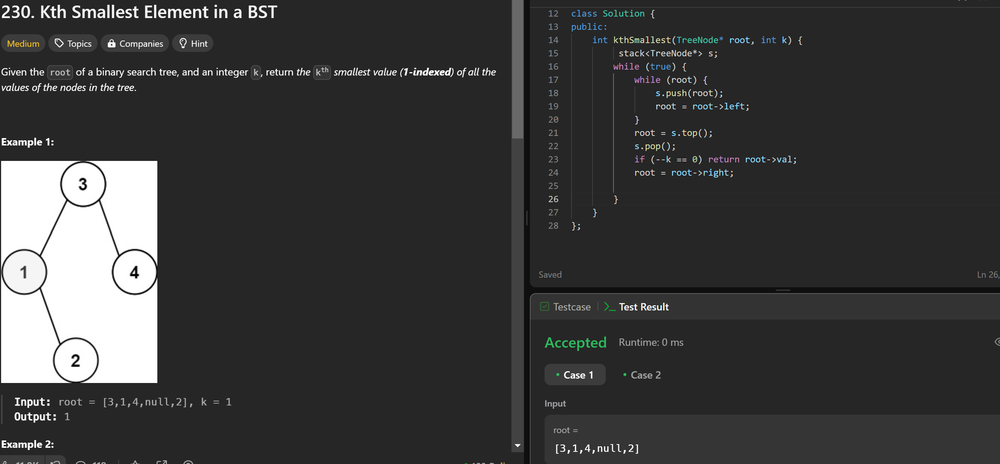 230. Kth Smallest Element in a BST
Medium Topics Companies Hint
Given the root of a binary search tree, and an integer k, return the kth smallest value (1-indexed) of all the
values of the nodes in the tree.
Example 1:
3
1
4
2
Input: root = [3,1,4,null,2], k = 1
Output: 1
Example 2:
12 class Solution {
13 public:
14 int kthSmallest(TreeNode* root, int k) {
15 stack<TreeNode*> s;
16 while (true) {
17 while (root) {
18 s.push(root);
19 root = root->left;
20 }
21 root = s.top();
22 s.pop();
23 if (--k == 0) return root->val;
24 root = root->right;
25
26 }
27 }
28 };
Saved
Ln 26,
Testcase Test Result
Accepted Runtime: 0 ms
Case 1 Case 2
Input
root =
[3,1,4,null,2]